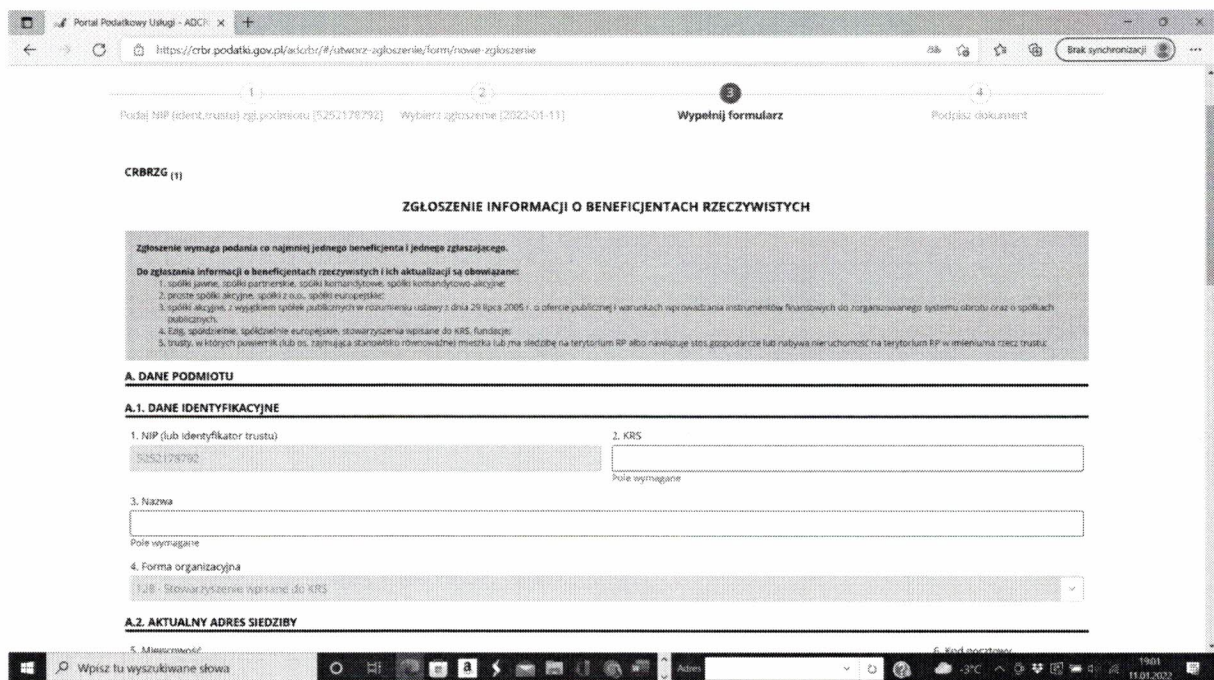 Portal Podatkowy Usługi - ADCR
https://crbr.podatki.gov.pl/adcrbr/#/utworz-zgloszenie/form/nowe-zgloszenie
Brak synchronizacji
1 2 3 4
Podaj NIP (ident.trustu) zgł.podmiotu [5252178792] Wybierz zgłoszenie [2022-01-11] Wypełnij formularz Podpisz dokument
CRBRZG (1)
ZGŁOSZENIE INFORMACJI O BENEFICJENTACH RZECZYWISTYCH
Zgłoszenie wymaga podania co najmniej jednego beneficjenta i jednego zgłaszającego.
Do zgłaszania informacji o beneficjentach rzeczywistych i ich aktualizacji są obowiązane:
1. spółki jawne, spółki partnerskie, spółki komandytowe, spółki komandytowo-akcyjne;
2. proste spółki akcyjne, spółki z o.o., spółki europejskie;
3. spółki akcyjne, z wyjątkiem spółek publicznych w rozumieniu ustawy z dnia 29 lipca 2005 r. o ofercie publicznej i warunkach wprowadzania instrumentów finansowych do zorganizowanego systemu obrotu oraz o spółkach
publicznych.
4. EZIG, spółdzielnie, spółdzielnie europejskie, stowarzyszenia wpisane do KRS, fundacje;
5. trusty, w których powiernik (lub os. zajmująca stanowisko równoważne) mieszka lub ma siedzibę na terytorium RP albo nawiązuje stos.gospodarcze lub nabywa nieruchomość na terytorium RP w imieniu/na rzecz trustu;
A. DANE PODMIOTU
A.1. DANE IDENTYFIKACYJNE
1. NIP (lub identyfikator trustu) 2. KRS
5252178792
Pole wymagane
3. Nazwa
Pole wymagane
4. Forma organizacyjna
128 - Stowarzyszenie wpisane do KRS
A.2. AKTUALNY ADRES SIEDZIBY
5. Miejscowość 6. Kod pocztowy
Wpisz tu wyszukiwane słowa
Adres
-3°C
19:01
11.01.2022